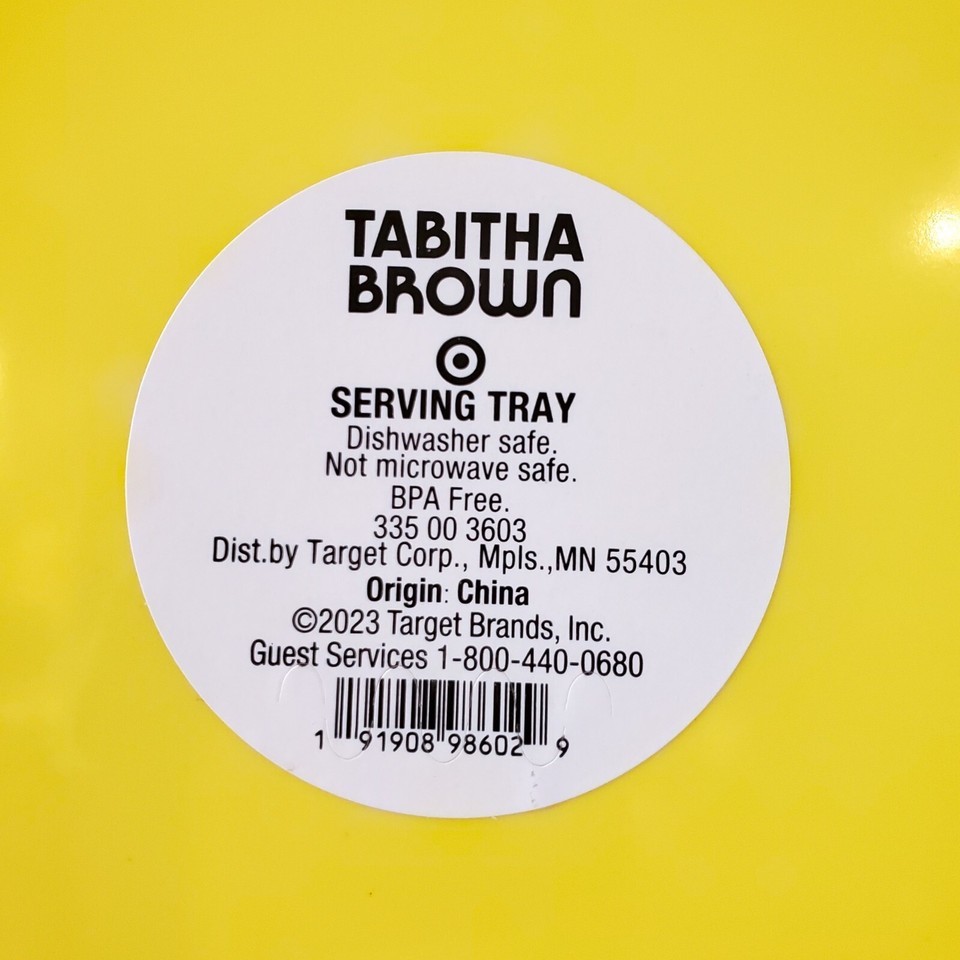 TABITHA
BROWN
SERVING TRAY
Dishwasher safe.
Not microwave safe.
BPA Free.
335 00 3603
Dist.by Target Corp., Mpls.,MN 55403
Origin: China
©2023 Target Brands, Inc.
Guest Services 1-800-440-0680
1 91908 98602 9